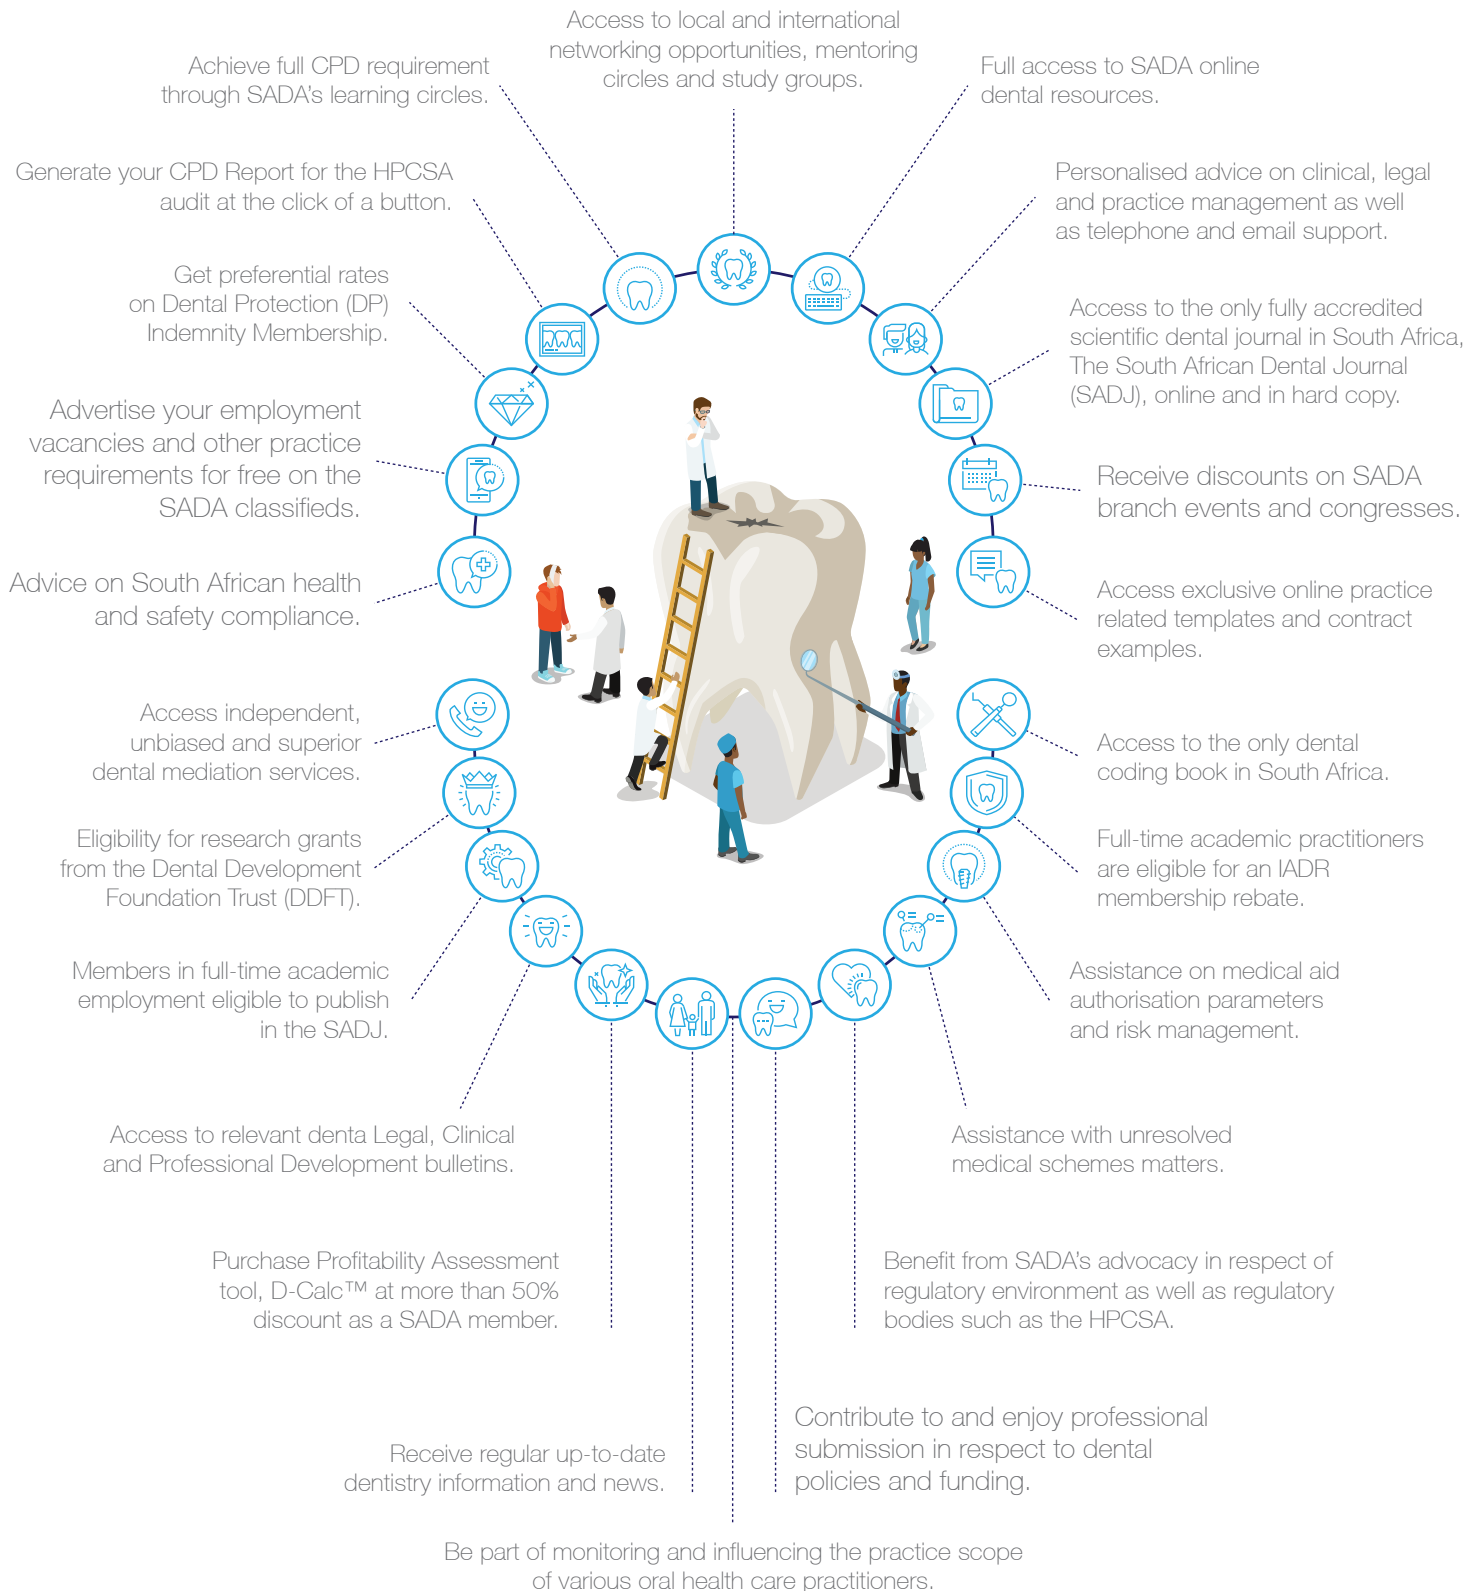 Access to local and international
networking opportunities, mentoring
circles and study groups.
Achieve full CPD requirement
through SADA's learning circles.
Full access to SADA online
dental resources.
Generate your CPD Report for the HPCSA
audit at the click of a button.
Personalised advice on clinical, legal
and practice management as well
as telephone and email support.
Get preferential rates
on Dental Protection (DP)
Indemnity Membership.
Access to the only fully accredited
scientific dental journal in South Africa,
The South African Dental Journal
(SADJ), online and in hard copy.
Advertise your employment
vacancies and other practice
requirements for free on the
SADA classifieds.
Receive discounts on SADA
branch events and congresses.
Advice on South African health
and safety compliance.
Access exclusive online practice
related templates and contract
examples.
Access independent,
unbiased and superior
dental mediation services.
Access to the only dental
coding book in South Africa.
Eligibility for research grants
from the Dental Development
Foundation Trust (DDFT).
Full-time academic practitioners
are eligible for an IADR
membership rebate.
Members in full-time academic
employment eligible to publish
in the SADJ.
Assistance on medical aid
authorisation parameters
and risk management.
Access to relevant denta Legal, Clinical
and Professional Development bulletins.
Assistance with unresolved
medical schemes matters.
Purchase Profitability Assessment
tool, D-Calc™ at more than 50%
discount as a SADA member.
Benefit from SADA's advocacy in respect of
regulatory environment as well as regulatory
bodies such as the HPCSA.
Receive regular up-to-date
dentistry information and news.
Contribute to and enjoy professional
submission in respect to dental
policies and funding.
Be part of monitoring and influencing the practice scope
of various oral health care practitioners.